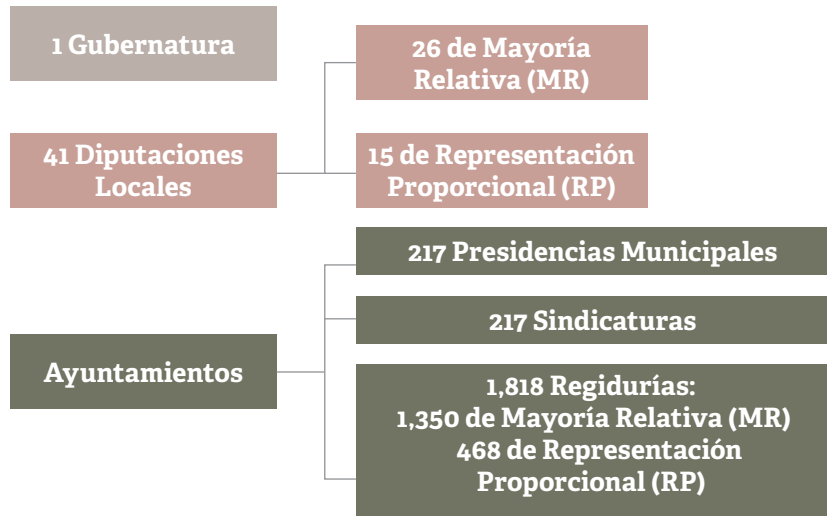 1 Gubernatura
26 de Mayoría
Relativa (MR)
41 Diputaciones
Locales
15 de Representación
Proporcional (RP)
217 Presidencias Municipales
217 Sindicaturas
Ayuntamientos
1,818 Regidurías:
1,350 de Mayoría Relativa (MR)
468 de Representación
Proporcional (RP)